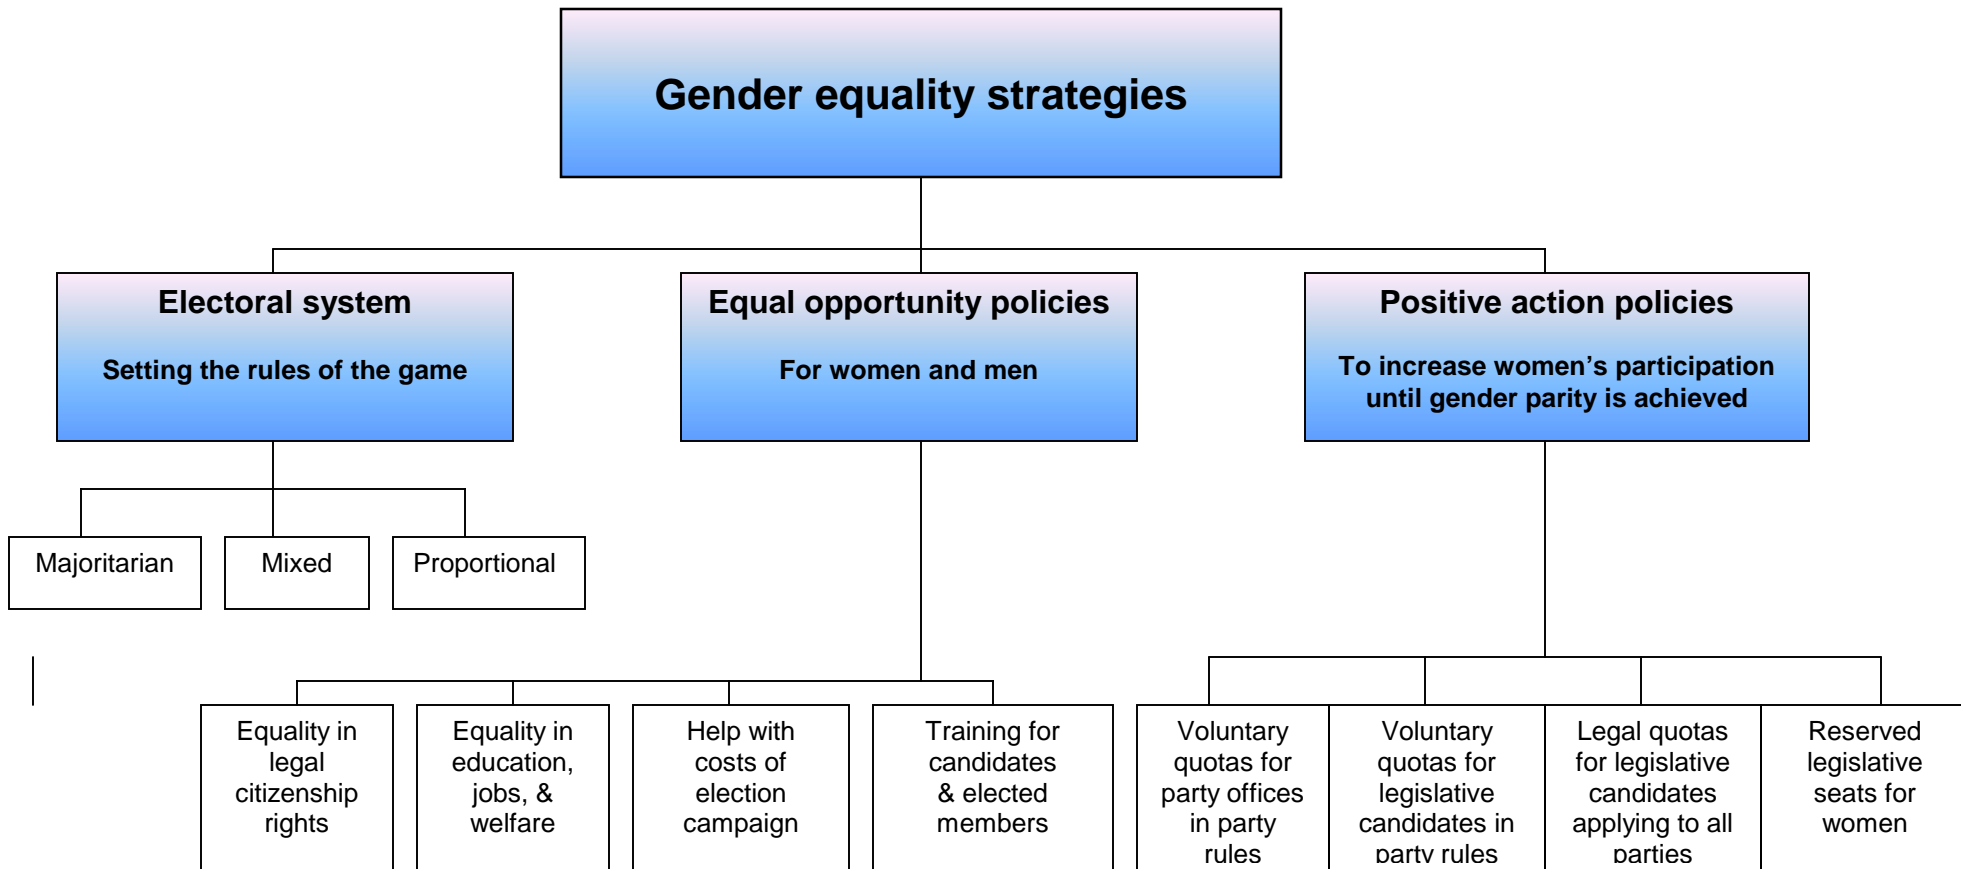 Gender equality strategies
Electoral system
Setting the rules of the game
Equal opportunity policies
For women and men
Positive action policies
To increase women’s participation
until gender parity is achieved
Majoritarian
Mixed
Proportional
Equality in
legal
citizenship
rights
Equality in
education,
jobs, &
welfare
Help with
costs of
election
campaign
Training for
candidates
& elected
members
Voluntary
quotas for
party offices
in party
rules
Voluntary
quotas for
legislative
candidates in
party rules
Legal quotas
for legislative
candidates
applying to all
parties
Reserved
legislative
seats for
women